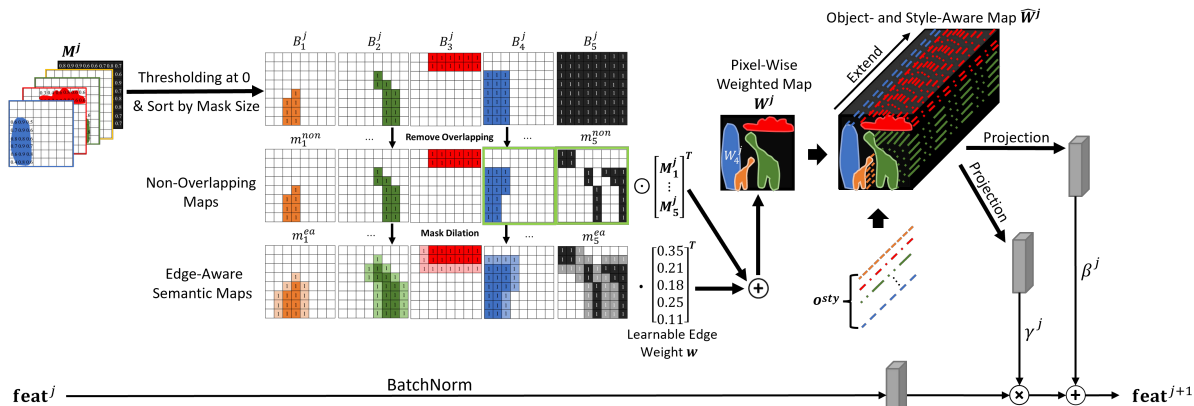 M^j
Thresholding at 0
& Sort by Mask Size
B_1^j
B_2^j
B_3^j
B_4^j
B_5^j
m_1^{non}
...
Remove Overlapping
...
m_5^{non}
Non-Overlapping
Maps
⊙
[M_1^j
⋮
M_5^j]^T
m_1^{ea}
...
Mask Dilation
...
m_5^{ea}
Edge-Aware
Semantic Maps
·
[0.35
0.21
0.18
0.25
0.11]^T
Learnable Edge
Weight w
+
Pixel-Wise
Weighted Map
W^j
W_4^j
Object- and Style-Aware Map Ŵ^j
Extend
Projection
Projection
o^{sty}
γ^j
β^j
feat^j
BatchNorm
×
+
feat^{j+1}